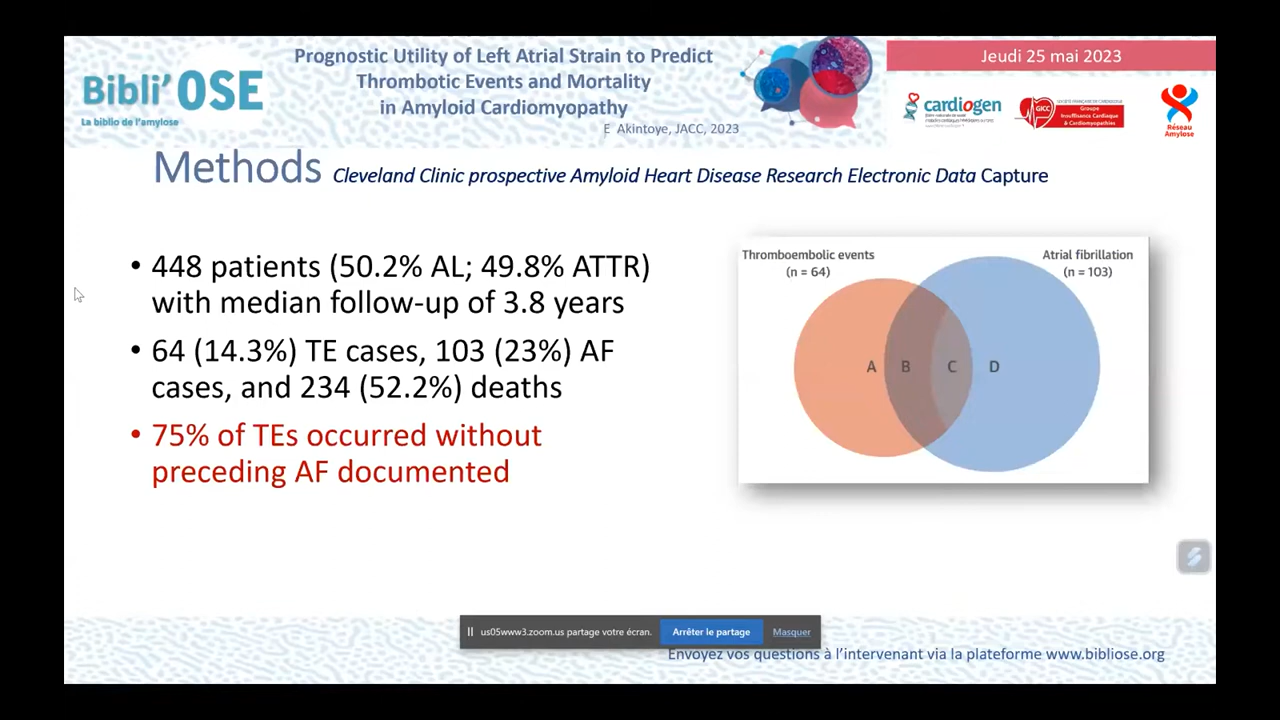 Bibli'OSE
La biblio de l'amylose
Prognostic Utility of Left Atrial Strain to Predict
Thrombotic Events and Mortality
in Amyloid Cardiomyopathy
E Akintoye, JACC, 2023
Jeudi 25 mai 2023
cardiogen
GICC
Groupe
Insuffisance Cardiaque
& Cardiomyopathies
Réseau
Amylose
Methods Cleveland Clinic prospective Amyloid Heart Disease Research Electronic Data Capture
• 448 patients (50.2% AL; 49.8% ATTR)
with median follow-up of 3.8 years
• 64 (14.3%) TE cases, 103 (23%) AF
cases, and 234 (52.2%) deaths
• 75% of TEs occurred without
preceding AF documented
Thromboembolic events
(n = 64)
Atrial fibrillation
(n = 103)
A B C D
us05www3.zoom.us partage votre écran. Arrêter le partage Masquer
Envoyez vos questions à l'intervenant via la plateforme www.bibliose.org